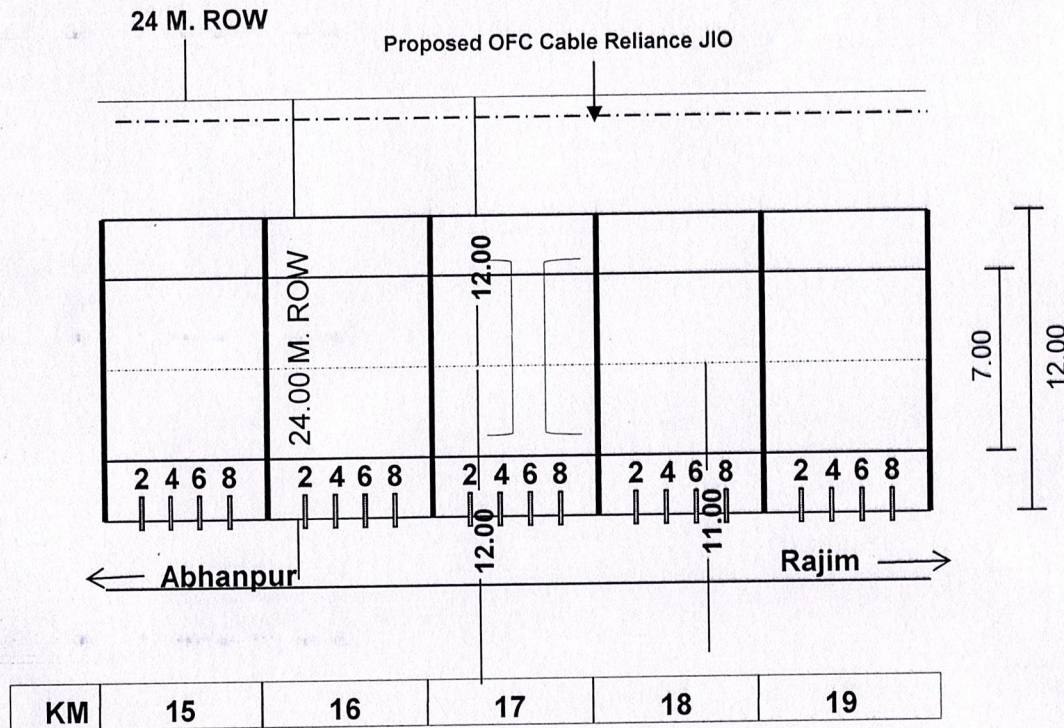 24 M. ROW
Proposed OFC Cable Reliance JIO
24.00 M. ROW
12.00
7.00
12.00
2 4 6 8 2 4 6 8 2 4 6 8 2 4 6 8 2 4 6 8
12.00
11.00
Abhanpur
Rajim
KM 15 16 17 18 19